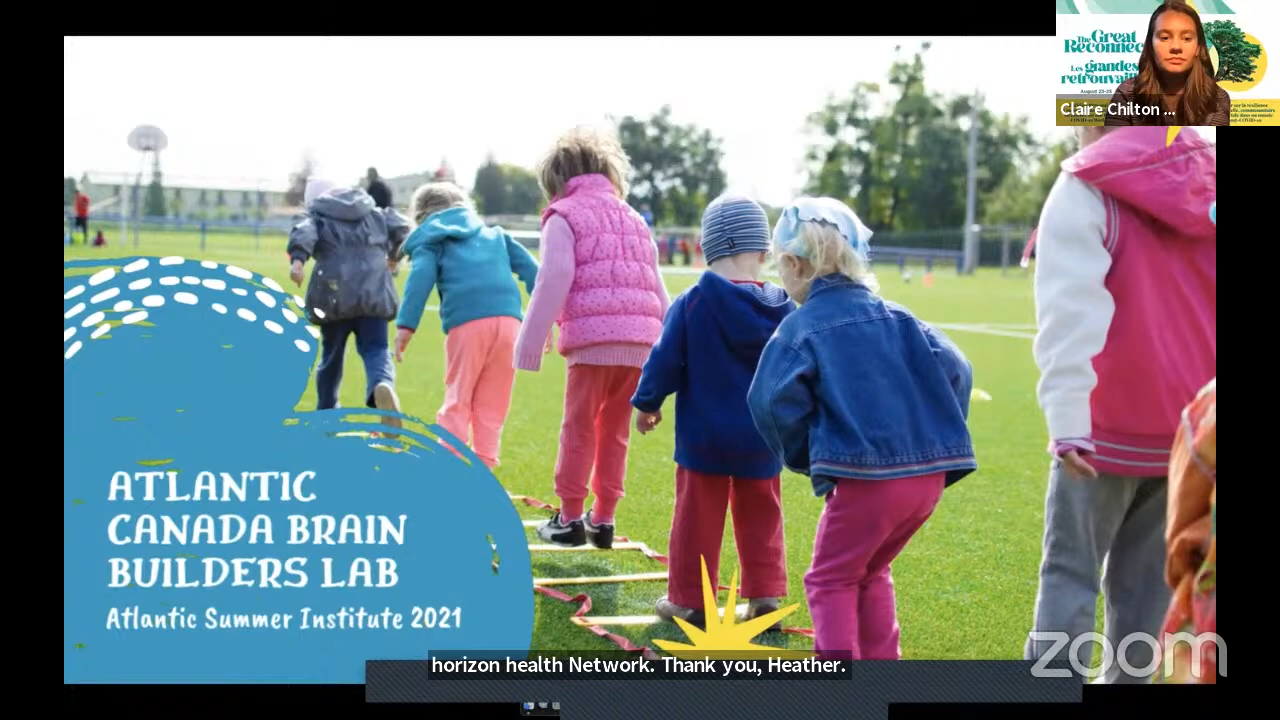 The Great
Reconnec
Les grandes
retrouvail
Claire Chilton ...
ATLANTIC
CANADA BRAIN
BUILDERS LAB
Atlantic Summer Institute 2021
horizon health Network. Thank you, Heather.
zoom